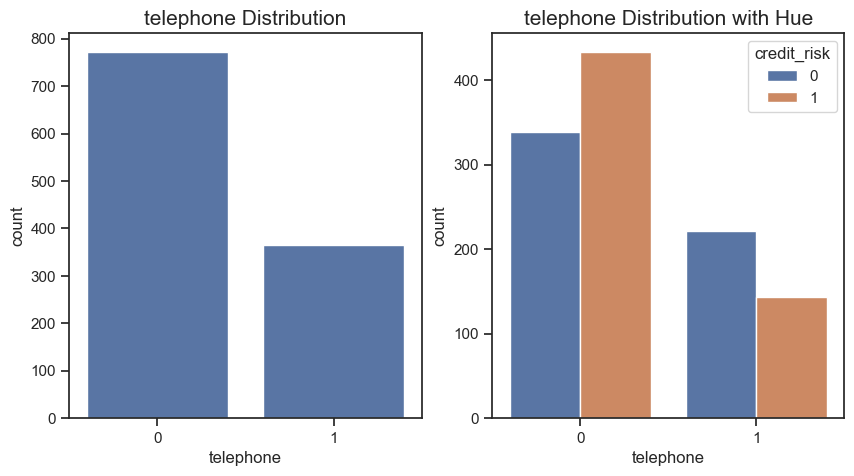 telephone Distribution
800
700
600
500
400
300
200
100
0
count
0 1
telephone
telephone Distribution with Hue
credit_risk
0
1
400
300
200
100
0
count
0 1
telephone